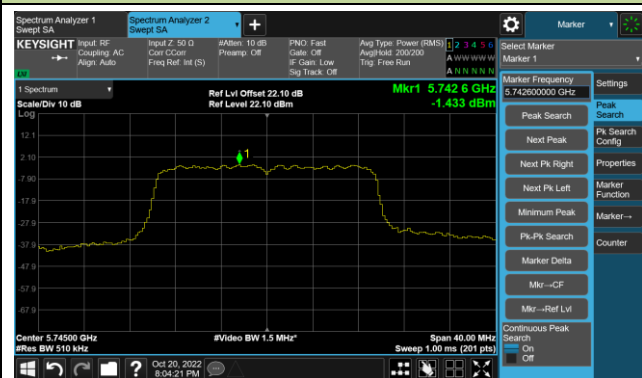 Spectrum Analyzer 1
Swept SA
Spectrum Analyzer 2
Swept SA
Marker
KEYSIGHT
Input: RF
Coupling: AC
Align: Auto
Input Z: 50 Ω
Corr CCorr
Freq Ref: Int (S)
#Atten: 10 dB
Preamp: Off
PNO: Fast
Gate: Off
IF Gain: Low
Sig Track: Off
Avg Type: Power (RMS)
Avg|Hold: 200/200
Trig: Free Run
1 2 3 4 5 6
A W W W W W
A N N N N N
Select Marker
Marker 1
1 Spectrum
Scale/Div 10 dB
Log
Ref Lvl Offset 22.10 dB
Ref Level 22.10 dBm
Mkr1 5.742 6 GHz
-1.433 dBm
12.1
2.10
-7.90
-17.9
-27.9
-37.9
-47.9
-57.9
-67.9
1
Center 5.74500 GHz
#Res BW 510 kHz
#Video BW 1.5 MHz*
Span 40.00 MHz
Sweep 1.00 ms (201 pts)
Marker Frequency
5.742600000 GHz
Peak Search
Next Peak
Next Pk Right
Next Pk Left
Minimum Peak
Pk-Pk Search
Marker Delta
Mkr→CF
Mkr→Ref Lvl
Continuous Peak
Search
On
Off
Settings
Peak
Search
Pk Search
Config
Properties
Marker
Function
Marker→
Counter
?
Oct 20, 2022
8:04:21 PM